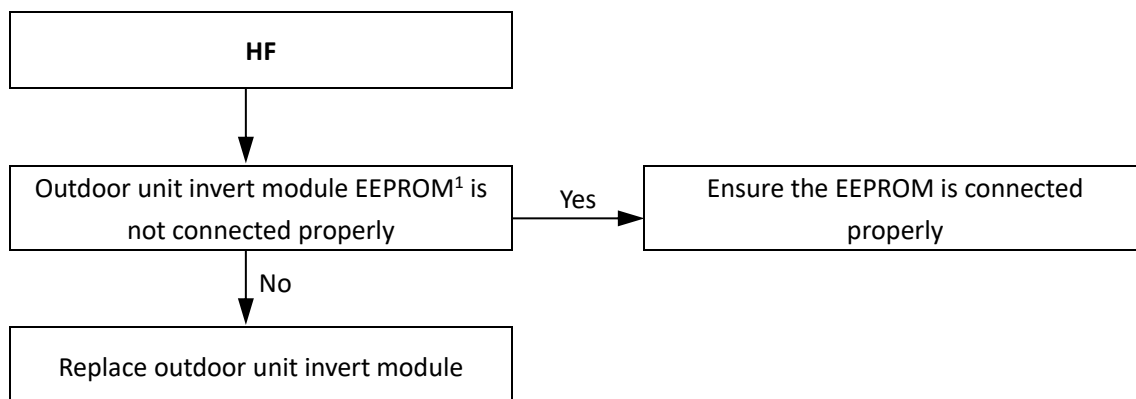 HF
Outdoor unit invert module EEPROM¹ is
not connected properly
Yes
Ensure the EEPROM is connected
properly
No
Replace outdoor unit invert module